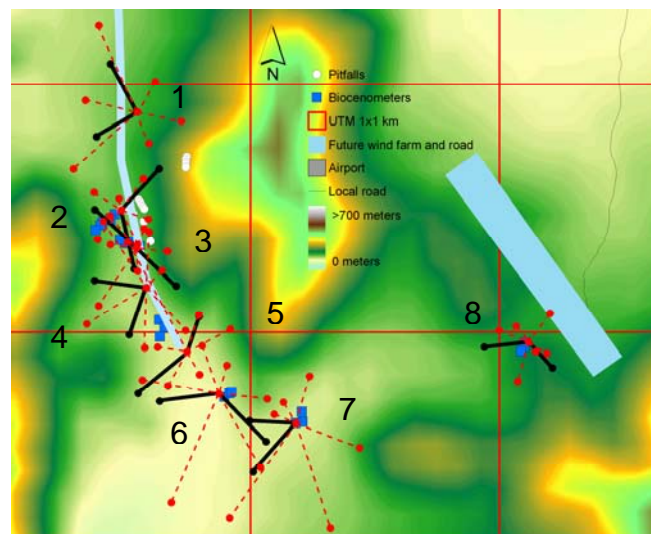 1
N
Pitfalls
Biocenometers
UTM 1x1 km
Future wind farm and road
Airport
Local road
>700 meters
0 meters
2
3
4
5
8
6
7